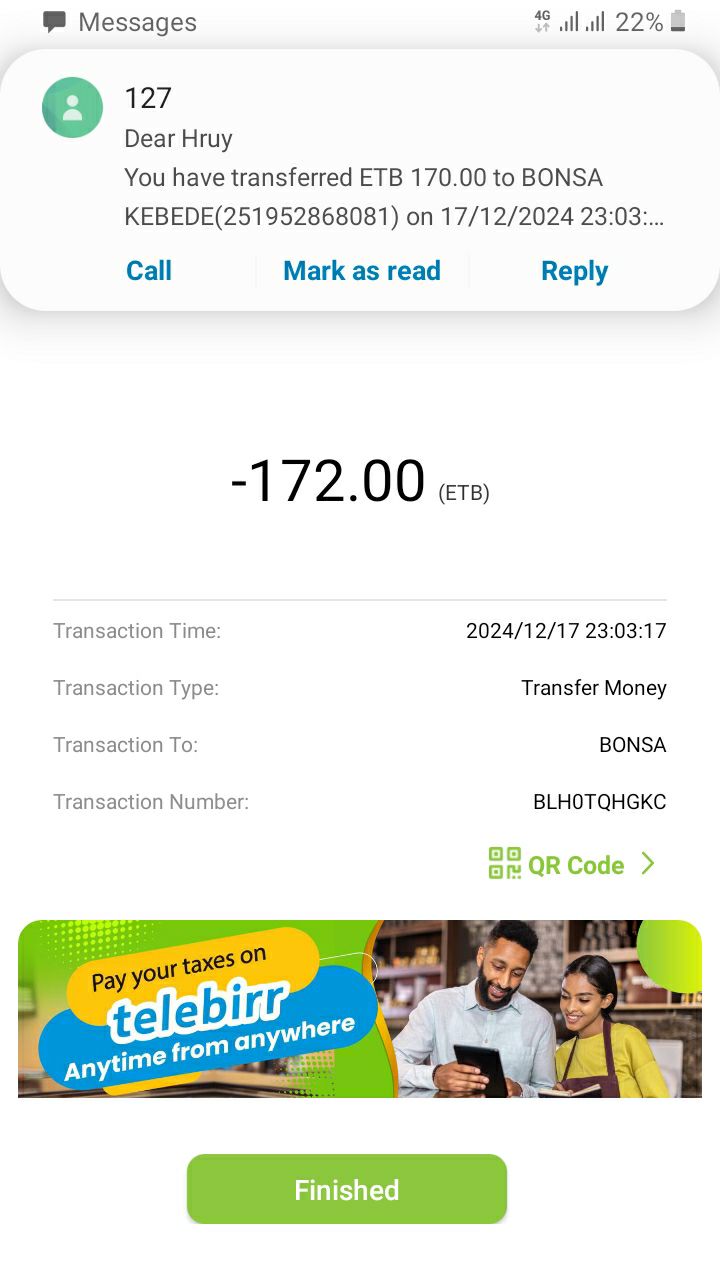 Messages
4G 22%
127
Dear Hruy
You have transferred ETB 170.00 to BONSA
KEBEDE(251952868081) on 17/12/2024 23:03:...
Call Mark as read Reply
-172.00 (ETB)
Transaction Time: 2024/12/17 23:03:17
Transaction Type: Transfer Money
Transaction To: BONSA
Transaction Number: BLH0TQHGKC
QR Code
Pay your taxes on
telebirr
Anytime from anywhere
Finished